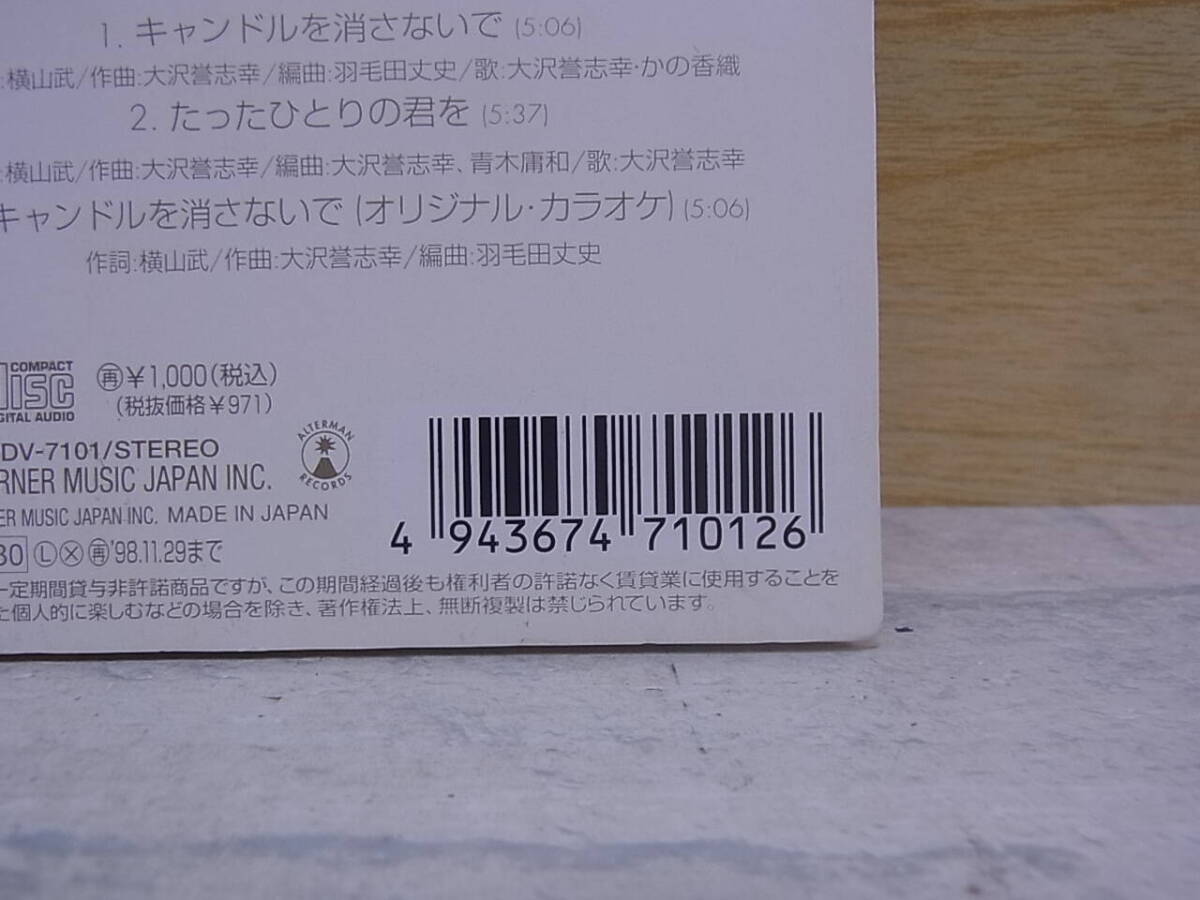 1. キャンドルを消さないで (5:06)
:横山武/作曲:大沢誉志幸/編曲:羽毛田丈史/歌:大沢誉志幸・かの香織
2. たったひとりの君を (5:37)
:横山武/作曲:大沢誉志幸/編曲:大沢誉志幸、青木庸和/歌:大沢誉志幸
キャンドルを消さないで (オリジナル・カラオケ) (5:06)
作詞:横山武/作曲:大沢誉志幸/編曲:羽毛田丈史
COMPACT
disc
GITAL AUDIO
㊢¥1,000(税込)
(税抜価格¥971)
DV-7101/STEREO
RNER MUSIC JAPAN INC.
ER MUSIC JAPAN INC. MADE IN JAPAN
ALTERMAN
RECORDS
30 Ⓛ Ⓧ 再 '98.11.29まで
4 943674 710126
一定期間貸与非許諾商品ですが、この期間経過後も権利者の許諾なく賃貸業に使用することを
た個人的に楽しむなどの場合を除き、著作権法上、無断複製は禁じられています。